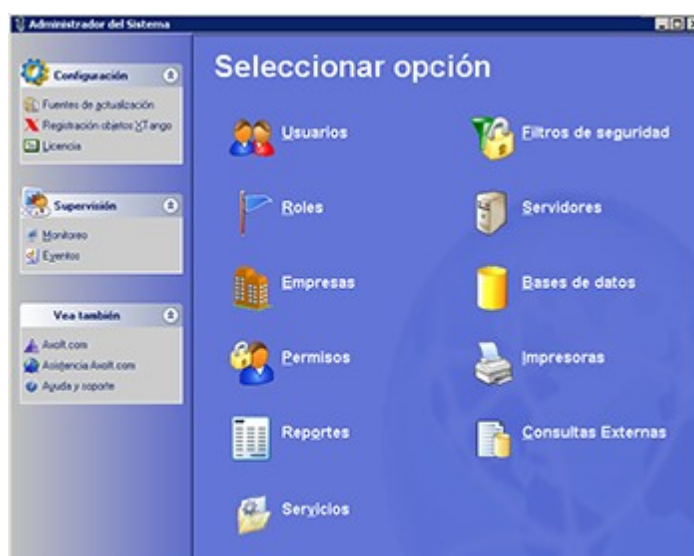 Administrador del Sistema
Seleccionar opción
Configuración
Fuentes de actualización
Registración objetos XTango
Licencia
Supervisión
Monitoreo
Eventos
Vea también
Axoft.com
Asistencia Axoft.com
Ayuda y soporte
Usuarios
Filtros de seguridad
Roles
Servidores
Empresas
Bases de datos
Permisos
Impresoras
Reportes
Consultas Externas
Servicios